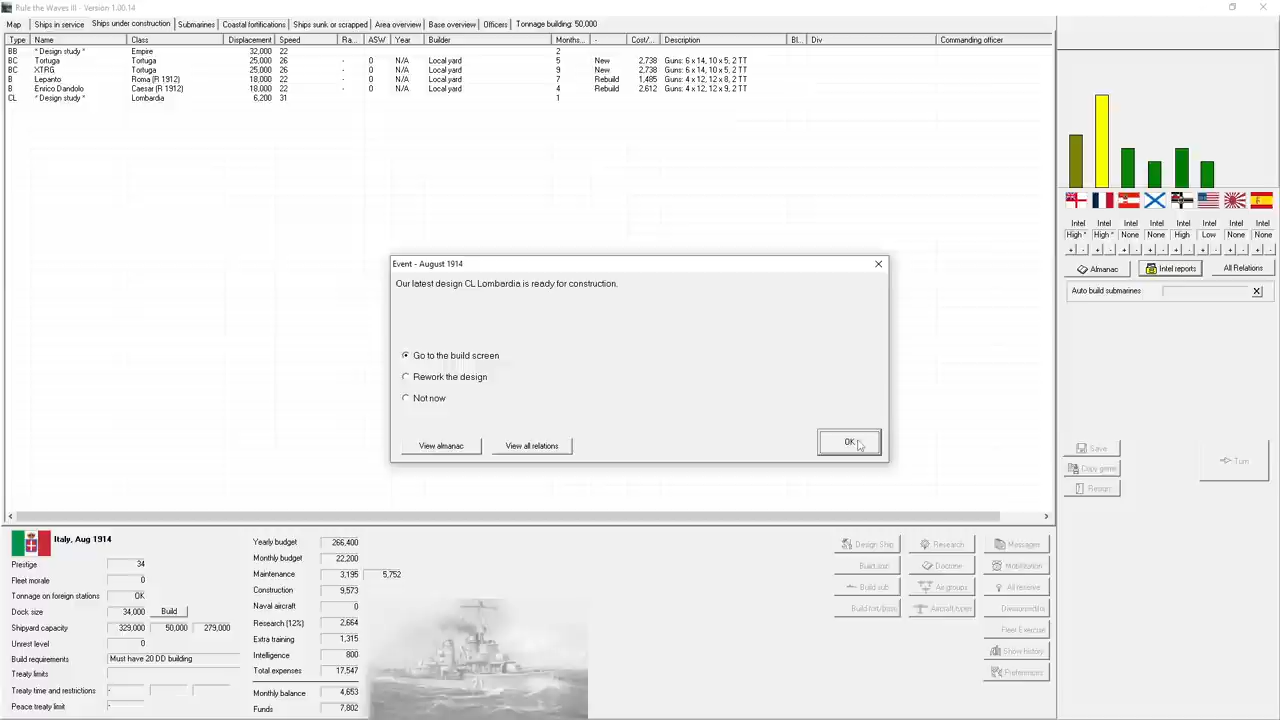 Rule the Waves III - Version 1.00.14
Map Ships in service Ships under construction Submarines Coastal fortifications Ships sunk or scrapped Area overview Base overview Officers Tonnage building: 50,000
Type Name Class Displacement Speed Ra... ASW Year Builder Months... - Cost/... Description Bl... Div Commanding officer
BB * Design study * Empire 32,000 22 2
BC Tortuga Tortuga 25,000 26 - 0 N/A Local yard 5 New 2,738 Guns: 6 x 14, 10 x 5, 2 TT
BC XTRG Tortuga 25,000 26 - 0 N/A Local yard 9 New 2,738 Guns: 6 x 14, 10 x 5, 2 TT
B Lepanto Roma (R 1912) 18,000 22 - 0 N/A Local yard 7 Rebuild 1,485 Guns: 4 x 12, 12 x 8, 2 TT
B Enrico Dandolo Caesar (R 1912) 18,000 22 - 0 N/A Local yard 4 Rebuild 2,612 Guns: 4 x 12, 12 x 9, 2 TT
CL * Design study * Lombardia 6,200 31 1
Intel Intel Intel Intel Intel Intel Intel Intel
High * High * None None High Low None None
+ - + - + - + - + - + - + - + -
Almanac Intel reports All Relations
Auto build submarines X
Event - August 1914
Our latest design CL Lombardia is ready for construction.
Go to the build screen
Rework the design
Not now
View almanac View all relations OK
Save
Copy game
Turn
Italy, Aug 1914
Prestige 34
Fleet morale 0
Tonnage on foreign stations OK
Dock size 34,000 Build
Shipyard capacity 329,000 50,000 279,000
Unrest level 0
Build requirements Must have 20 DD building
Treaty limits
Treaty time and restrictions -
Peace treaty limit -
Yearly budget 266,400
Monthly budget 22,200
Maintenance 3,195 5,752
Construction 9,573
Naval aircraft 0
Research (12%) 2,664
Extra training 1,315
Intelligence 800
Total expenses 17,547
Monthly balance 4,653
Funds 7,802
Design Ship Research Messages
Build ship Doctrine Mobilization
Build sub Air groups All reserve
Build fort/base Aircraft types
Fleet Exercise
Show history
Preferences